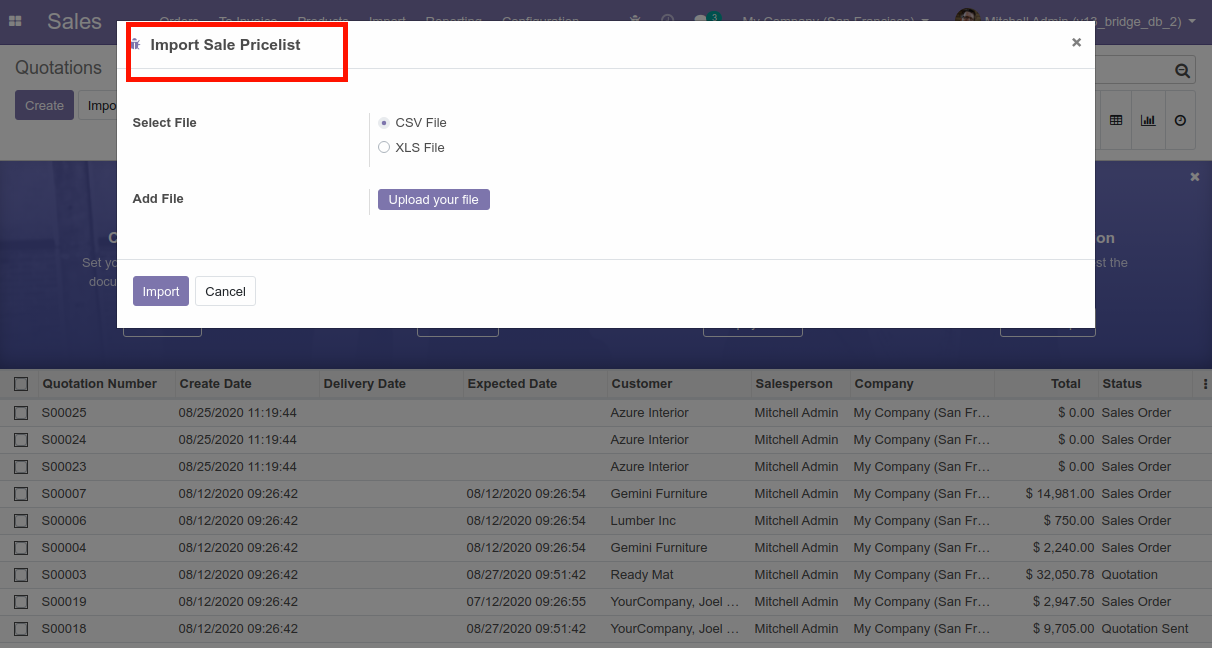 Sales Orders To Invoice Products Import Reporting Configuration 3 My Company (San Francisco) Mitchell Admin (v13_bridge_db_2)
Import Sale Pricelist ×
Quotations
Create Impo
Select File CSV File
XLS File
Add File Upload your file
Set yo
docu
on
st the
Import Cancel
Quotation Number Create Date Delivery Date Expected Date Customer Salesperson Company Total Status
S00025 08/25/2020 11:19:44 Azure Interior Mitchell Admin My Company (San Fr… $ 0.00 Sales Order
S00024 08/25/2020 11:19:44 Azure Interior Mitchell Admin My Company (San Fr… $ 0.00 Sales Order
S00023 08/25/2020 11:19:44 Azure Interior Mitchell Admin My Company (San Fr… $ 0.00 Sales Order
S00007 08/12/2020 09:26:42 08/12/2020 09:26:54 Gemini Furniture Mitchell Admin My Company (San Fr… $ 14,981.00 Sales Order
S00006 08/12/2020 09:26:42 08/12/2020 09:26:54 Lumber Inc Mitchell Admin My Company (San Fr… $ 750.00 Sales Order
S00004 08/12/2020 09:26:42 08/12/2020 09:26:54 Gemini Furniture Mitchell Admin My Company (San Fr… $ 2,240.00 Sales Order
S00003 08/12/2020 09:26:42 08/27/2020 09:51:42 Ready Mat Mitchell Admin My Company (San Fr… $ 32,050.78 Quotation
S00019 08/12/2020 09:26:42 07/12/2020 09:26:55 YourCompany, Joel … Mitchell Admin My Company (San Fr… $ 2,947.50 Sales Order
S00018 08/12/2020 09:26:42 08/27/2020 09:51:42 YourCompany, Joel … Mitchell Admin My Company (San Fr… $ 9,705.00 Quotation Sent